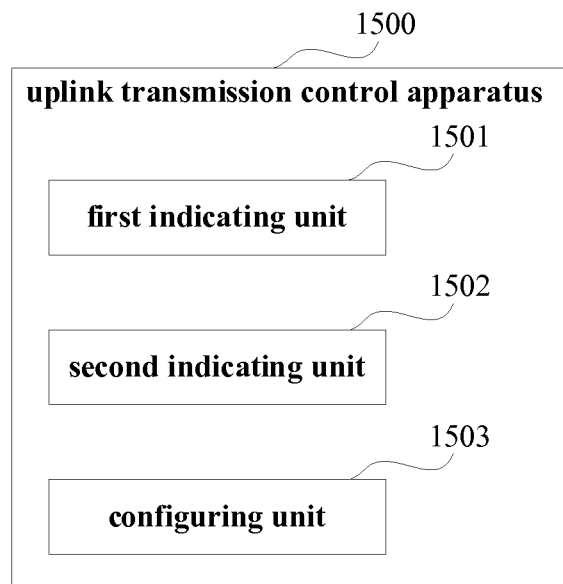 1500
uplink transmission control apparatus
1501
first indicating unit
1502
second indicating unit
1503
configuring unit